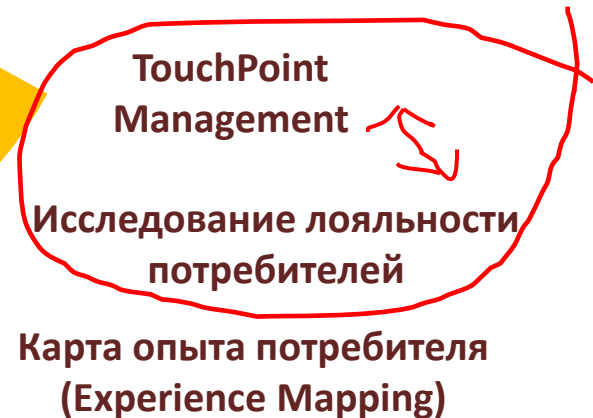 TouchPoint
Management
Исследование лояльности
потребителей
Карта опыта потребителя
(Experience Mapping)